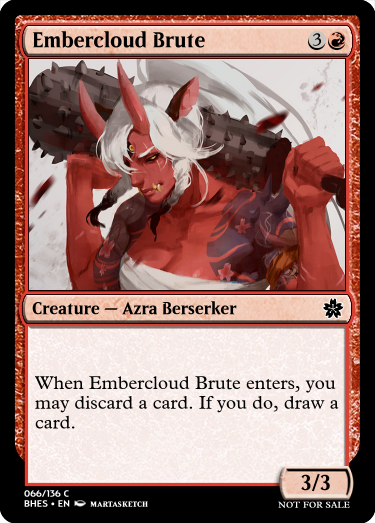 Embercloud Brute 3
Creature — Azra Berserker
When Embercloud Brute enters, you
may discard a card. If you do, draw a
card.
3/3
066/136 C
BHES • EN MARTASKETCH
NOT FOR SALE